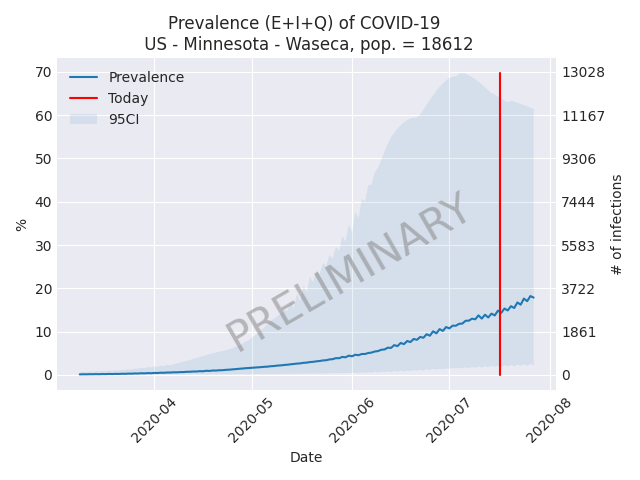 Prevalence (E+I+Q) of COVID-19
US - Minnesota - Waseca, pop. = 18612
Prevalence
Today
95CI
PRELIMINARY
%
70
60
50
40
30
20
10
0
13028
11167
9306
7444
5583
3722
1861
0
# of infections
2020-04
2020-05
2020-06
2020-07
2020-08
Date